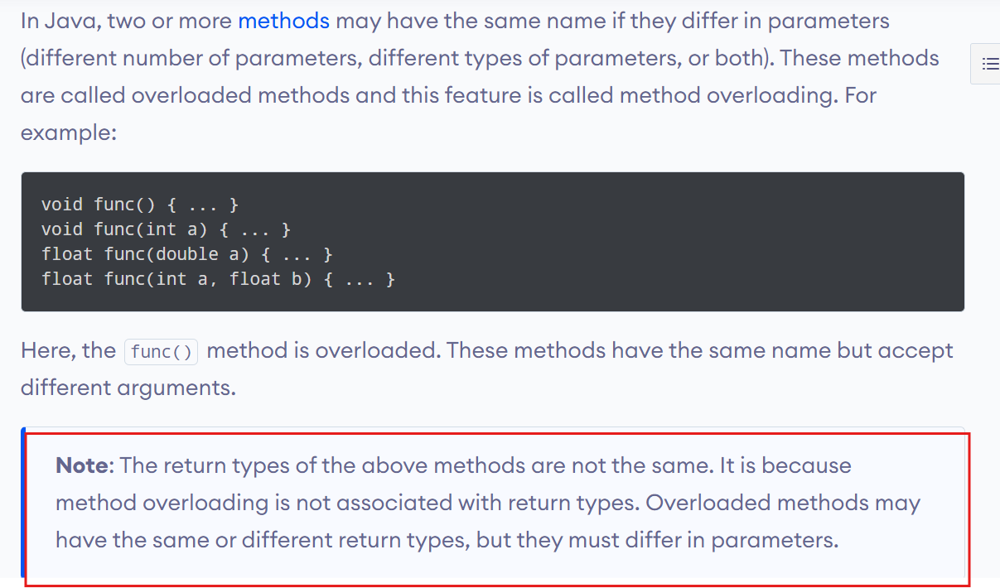 In Java, two or more methods may have the same name if they differ in parameters
(different number of parameters, different types of parameters, or both). These methods
are called overloaded methods and this feature is called method overloading. For
example:
void func() { ... }
void func(int a) { ... }
float func(double a) { ... }
float func(int a, float b) { ... }
Here, the func() method is overloaded. These methods have the same name but accept
different arguments.
Note: The return types of the above methods are not the same. It is because
method overloading is not associated with return types. Overloaded methods may
have the same or different return types, but they must differ in parameters.